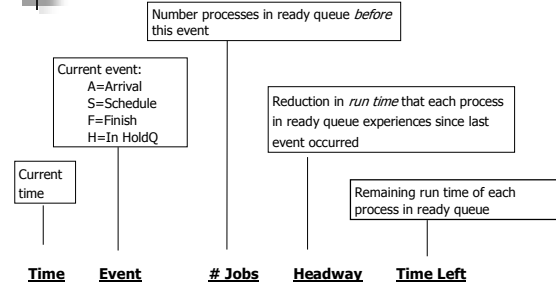 Number processes in ready queue before
this event
Current event:
A=Arrival
S=Schedule
F=Finish
H=In HoldQ
Reduction in run time that each process
in ready queue experiences since last
event occurred
Current
time
Remaining run time of each
process in ready queue
Time Event # Jobs Headway Time Left